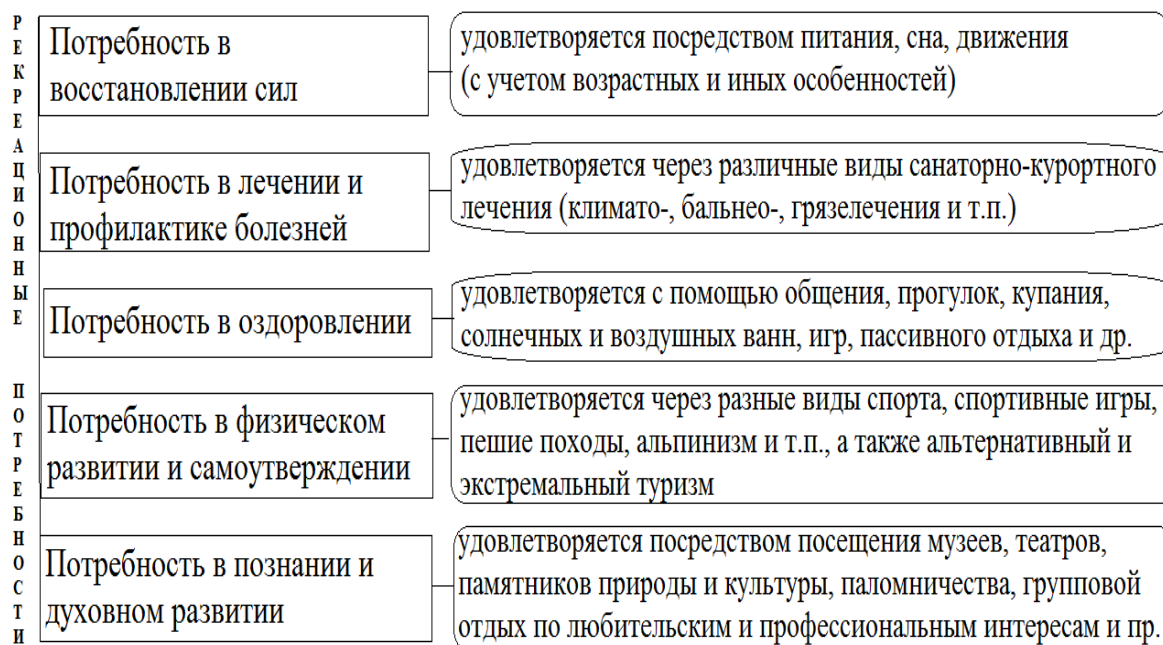 РЕКРЕАЦИОННЫЕ
ПОТРЕБНОСТИ
Потребность в
восстановлении сил
удовлетворяется посредством питания, сна, движения
(с учетом возрастных и иных особенностей)
Потребность в лечении и
профилактике болезней
удовлетворяется через различные виды санаторно-курортного
лечения (климато-, бальнео-, грязелечения и т.п.)
Потребность в оздоровлении
удовлетворяется с помощью общения, прогулок, купания,
солнечных и воздушных ванн, игр, пассивного отдыха и др.
Потребность в физическом
развитии и самоутверждении
удовлетворяется через разные виды спорта, спортивные игры,
пешие походы, альпинизм и т.п., а также альтернативный и
экстремальный туризм
Потребность в познании и
духовном развитии
удовлетворяется посредством посещения музеев, театров,
памятников природы и культуры, паломничества, групповой
отдых по любительским и профессиональным интересам и пр.